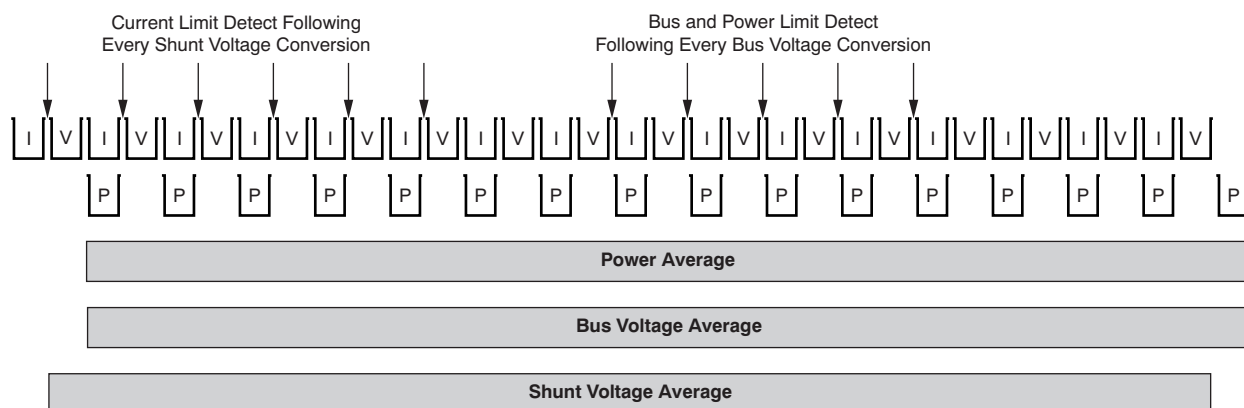 Current Limit Detect Following
Every Shunt Voltage Conversion
Bus and Power Limit Detect
Following Every Bus Voltage Conversion
I V I V I V I V I V I V I V I V I V I V I V I V I V I V I V I V
P P P P P P P P P P P P P P P P
Power Average
Bus Voltage Average
Shunt Voltage Average